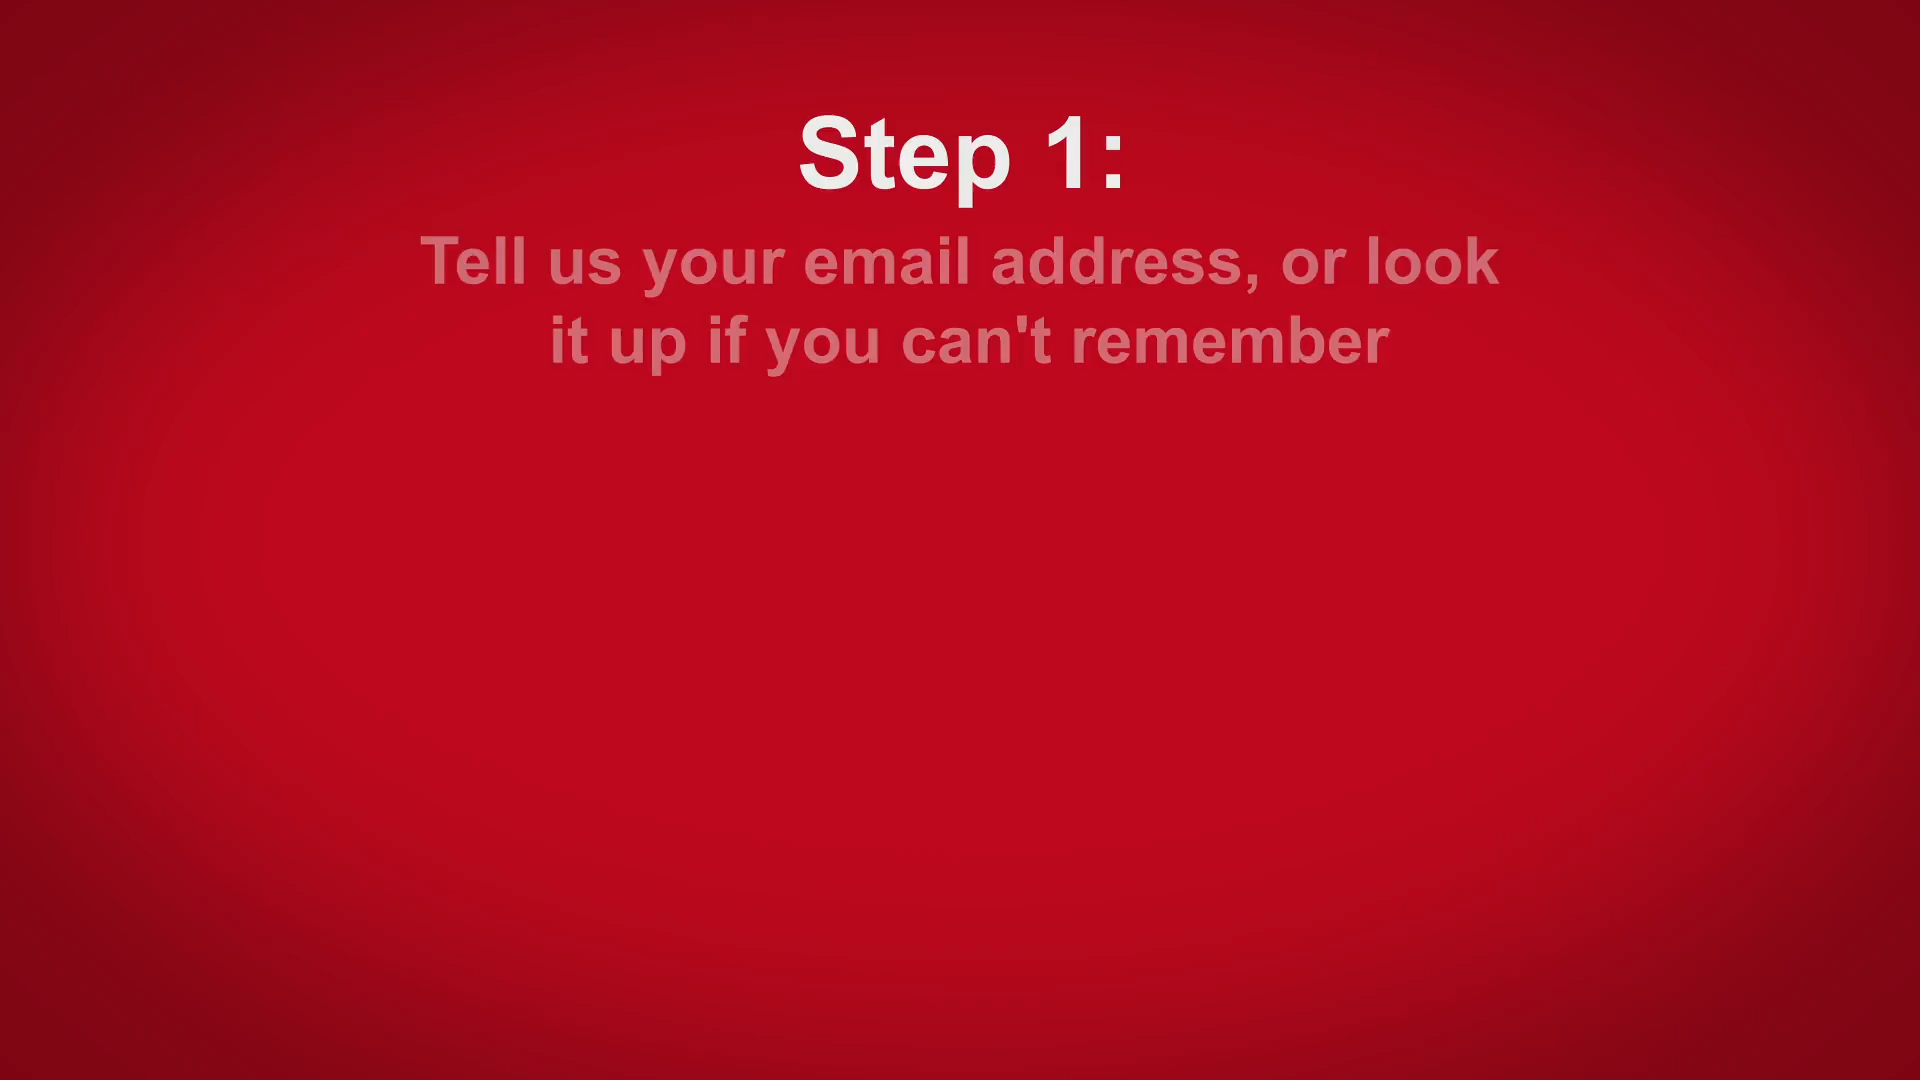 Step 1:
Tell us your email address, or look
it up if you can't remember